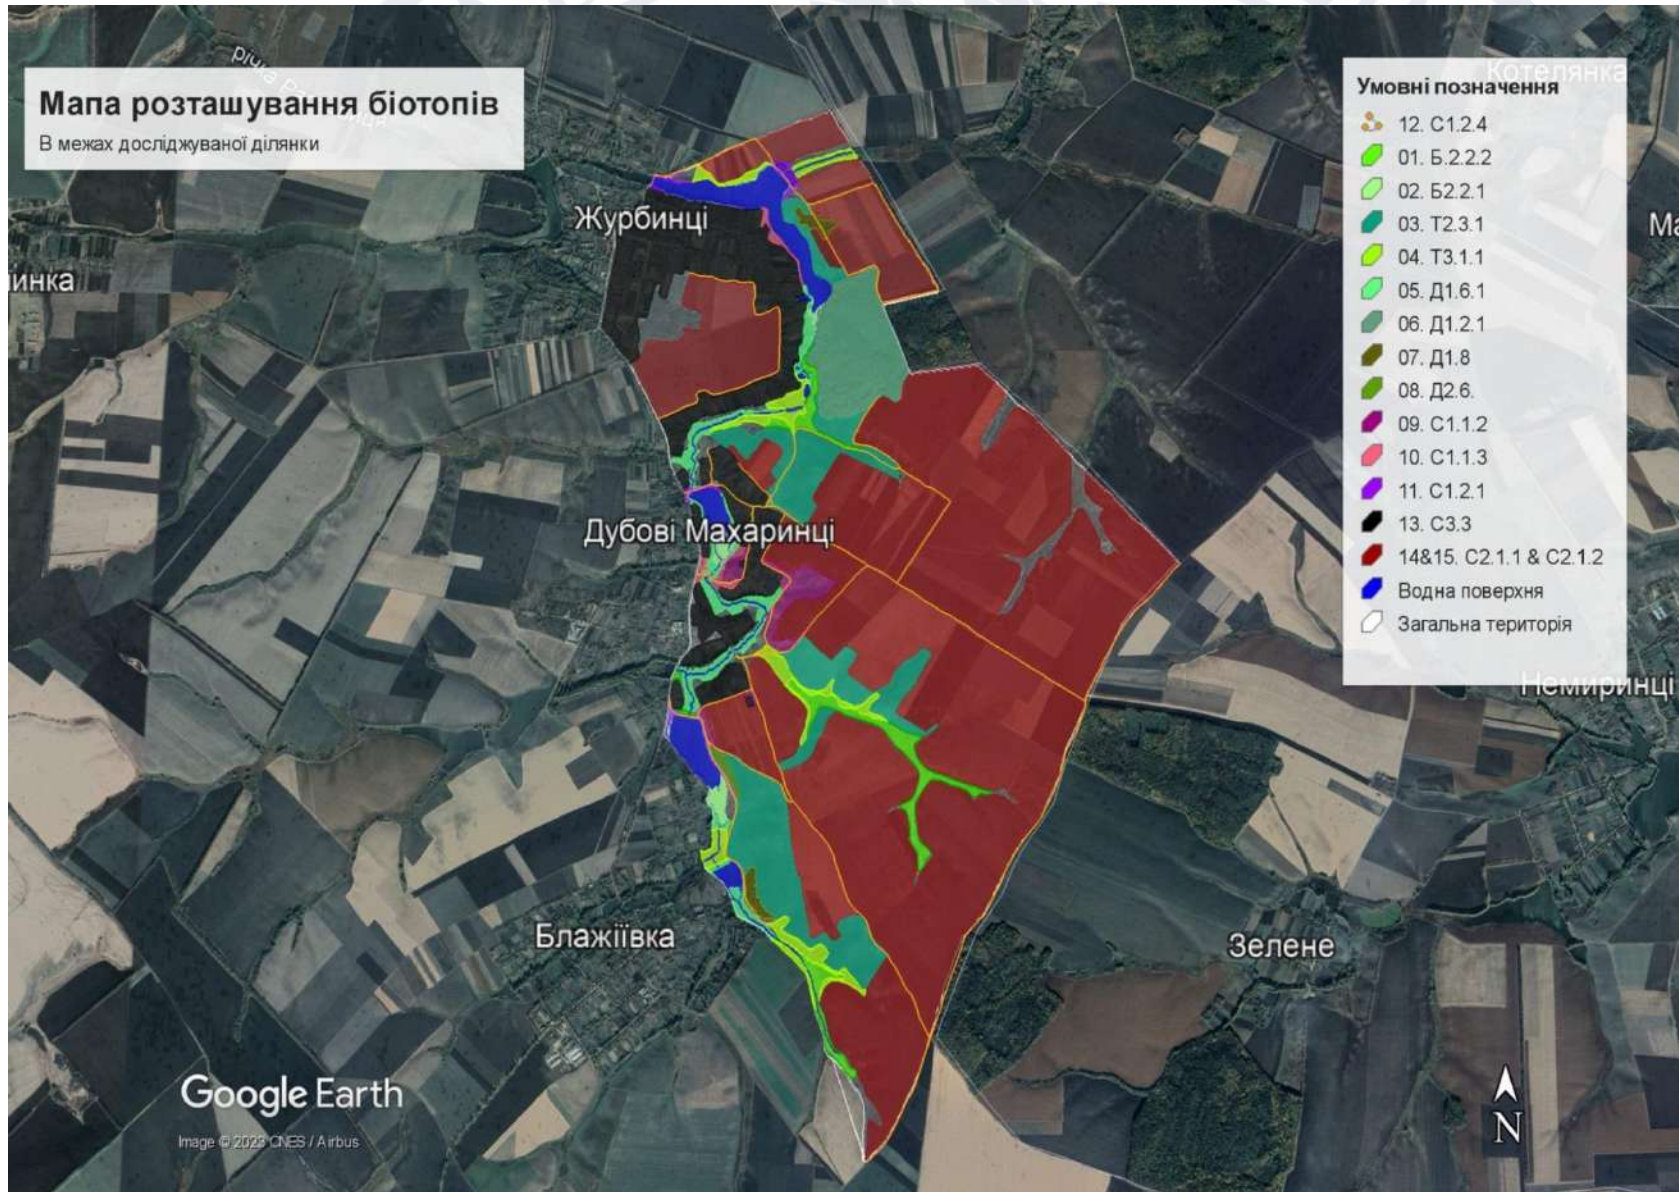 річка
Мапа розташування біотопів
В межах досліджуваної ділянки
Котелянка
Умовні позначення
12. С1.2.4
01. Б.2.2.2
02. Б2.2.1
03. Т2.3.1
04. Т3.1.1
05. Д1.6.1
06. Д1.2.1
07. Д1.8
08. Д2.6.
09. С1.1.2
10. С1.1.3
11. С1.2.1
13. С3.3
14&15. С2.1.1 & С2.1.2
Водна поверхня
Загальна територія
Журбинці
Ма
инка
Дубові Махаринці
Немиринці
Блажіївка
Зелене
Google Earth
Image © 2023 CNES / Airbus
N